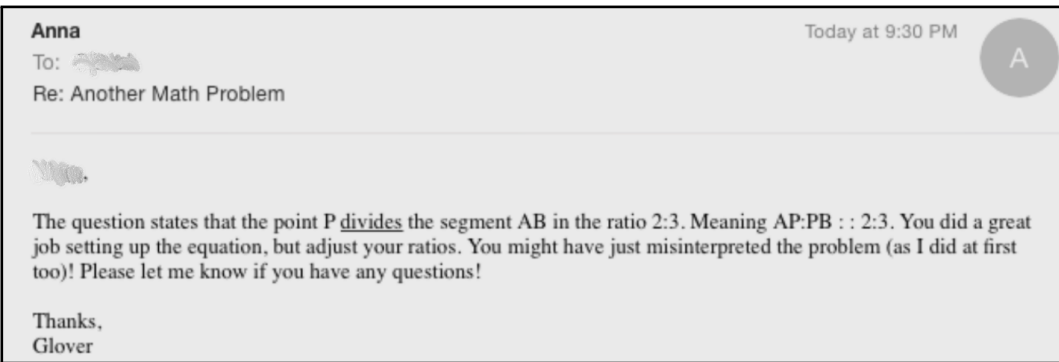 Anna
Today at 9:30 PM
A
To:
Re: Another Math Problem
The question states that the point P divides the segment AB in the ratio 2:3. Meaning AP:PB : : 2:3. You did a great
job setting up the equation, but adjust your ratios. You might have just misinterpreted the problem (as I did at first
too)! Please let me know if you have any questions!
Thanks,
Glover